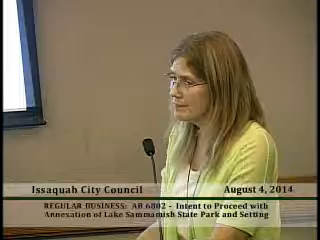 Issaquah City Council August 4, 2014
REGULAR BUSINESS: AB 6802 - Intent to Proceed with
Annexation of Lake Sammamish State Park and Setting